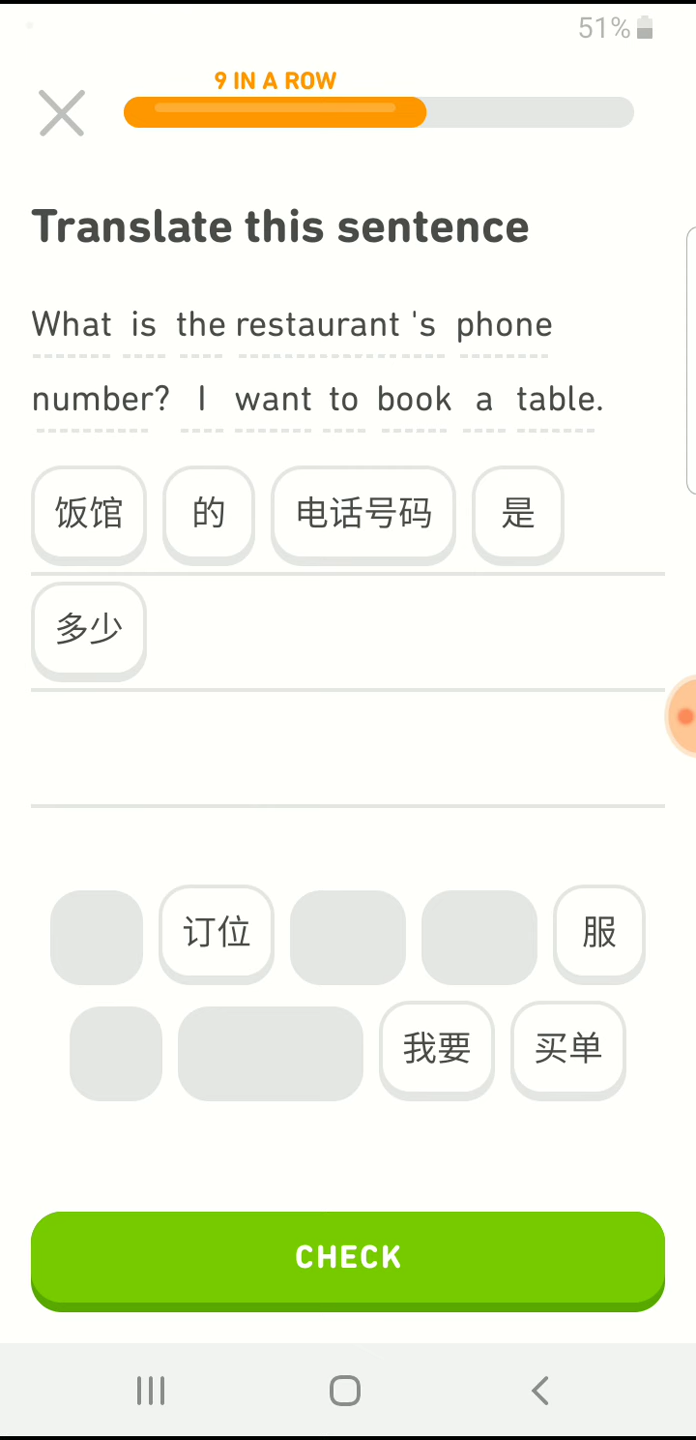 51%
9 IN A ROW
Translate this sentence
What is the restaurant 's phone
number? I want to book a table.
饭馆 的 电话号码 是
多少
订位 服
我要 买单
CHECK